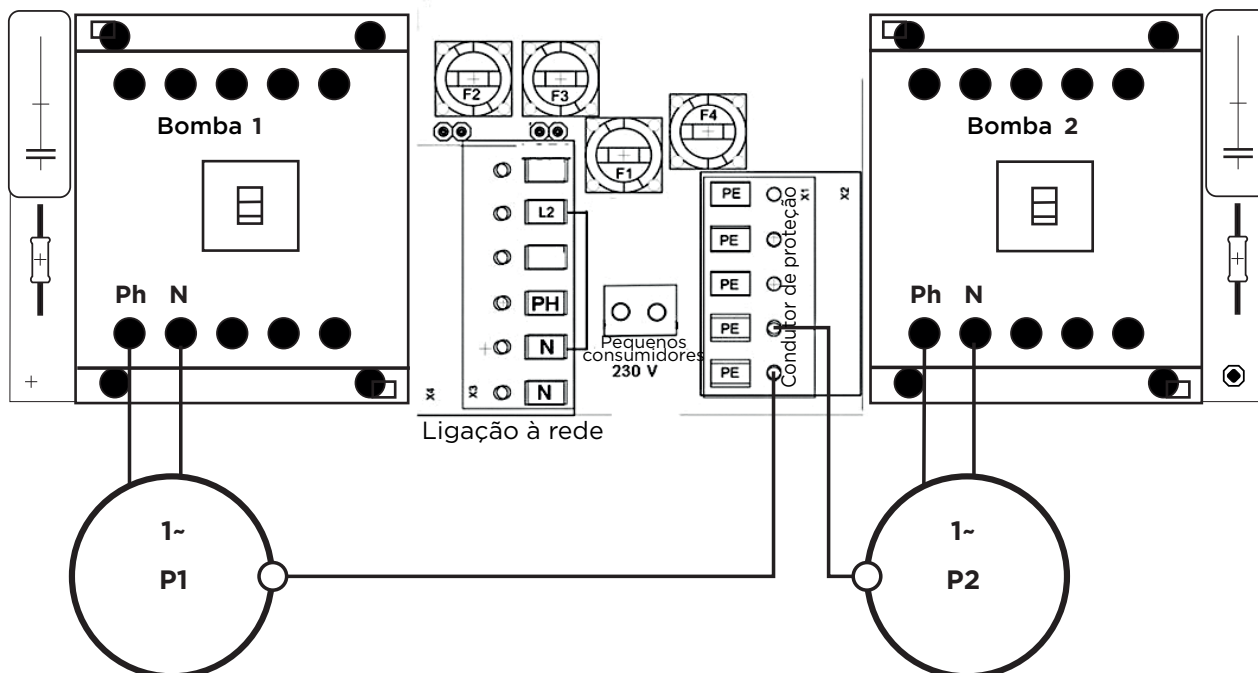 Bomba 1
Ph N
F2
F3
F1
F4
L2
PH
N
N
X4
X3
Ligação à rede
Pequenos
consumidores
230 V
PE
PE
PE
PE
PE
Condutor de proteção
X1
X2
Bomba 2
Ph N
1~
P1
1~
P2